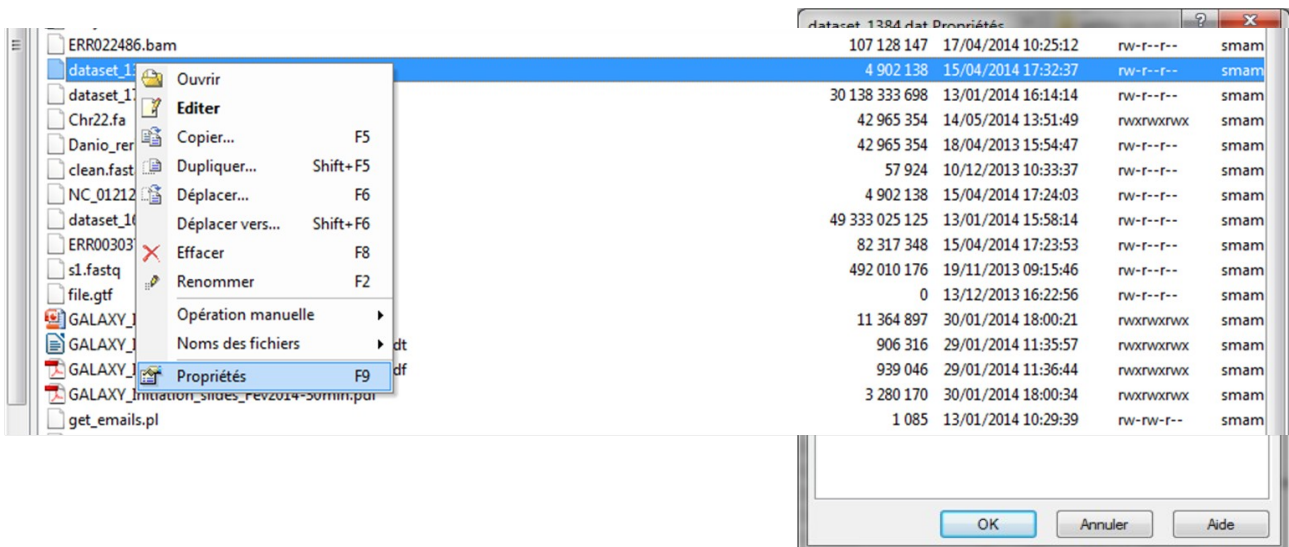 dataset_1384.dat Propriétés
ERR022486.bam 107 128 147 17/04/2014 10:25:12 rw-r--r-- smam
dataset_1 4 902 138 15/04/2014 17:32:37 rw-r--r-- smam
dataset_1 30 138 333 698 13/01/2014 16:14:14 rw-r--r-- smam
Chr22.fa 42 965 354 14/05/2014 13:51:49 rwxrwxrwx smam
Danio_rer 42 965 354 18/04/2013 15:54:47 rw-r--r-- smam
clean.fast 57 924 10/12/2013 10:33:37 rw-r--r-- smam
NC_01212 4 902 138 15/04/2014 17:24:03 rw-r--r-- smam
dataset_16 49 333 025 125 13/01/2014 15:58:14 rw-r--r-- smam
ERR00303 82 317 348 15/04/2014 17:23:53 rw-r--r-- smam
s1.fastq 492 010 176 19/11/2013 09:15:46 rw-r--r-- smam
file.gtf 0 13/12/2013 16:22:56 rw-r--r-- smam
GALAXY_I 11 364 897 30/01/2014 18:00:21 rwxrwxrwx smam
GALAXY_I dt 906 316 29/01/2014 11:35:57 rwxrwxrwx smam
GALAXY_I df 939 046 29/01/2014 11:36:44 rwxrwxrwx smam
GALAXY_Initiation_slides_Fev2014-30min.pdf 3 280 170 30/01/2014 18:00:34 rwxrwxrwx smam
get_emails.pl 1 085 13/01/2014 10:29:39 rw-rw-r-- smam
Ouvrir
Editer
Copier... F5
Dupliquer... Shift+F5
Déplacer... F6
Déplacer vers... Shift+F6
Effacer F8
Renommer F2
Opération manuelle
Noms des fichiers
Propriétés F9
OK Annuler Aide